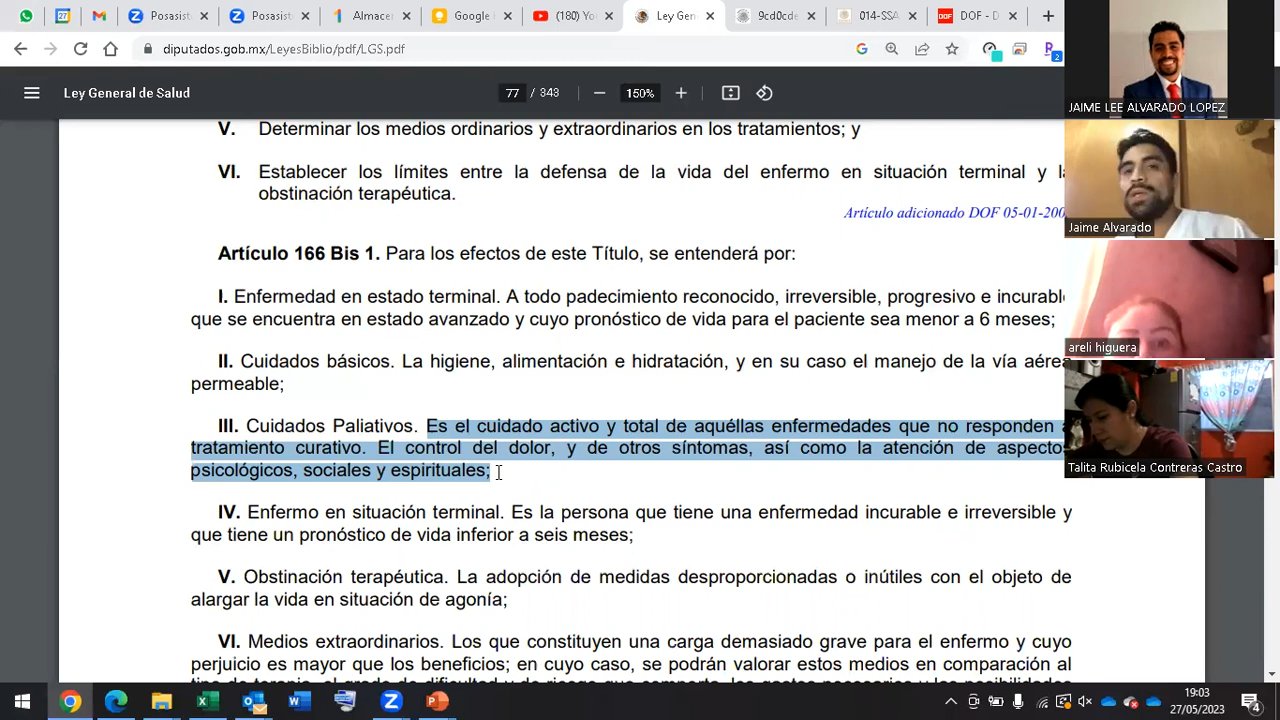 Posasist
Posasist
Almacen
Google
(180) Yo
Ley Gen
9cd0cde
014-SSA
DOF - D
diputados.gob.mx/LeyesBiblio/pdf/LGS.pdf
2
Ley General de Salud
77 / 343
150%
V. Determinar los medios ordinarios y extraordinarios en los tratamientos; y
VI. Establecer los límites entre la defensa de la vida del enfermo en situación terminal y
obstinación terapéutica.
Artículo adicionado DOF 05-01-200
Artículo 166 Bis 1. Para los efectos de este Título, se entenderá por:
I. Enfermedad en estado terminal. A todo padecimiento reconocido, irreversible, progresivo e incurabl
que se encuentra en estado avanzado y cuyo pronóstico de vida para el paciente sea menor a 6 meses;
II. Cuidados básicos. La higiene, alimentación e hidratación, y en su caso el manejo de la vía aérea
permeable;
III. Cuidados Paliativos. Es el cuidado activo y total de aquéllas enfermedades que no responden a
tratamiento curativo. El control del dolor, y de otros síntomas, así como la atención de aspecto
psicológicos, sociales y espirituales;
IV. Enfermo en situación terminal. Es la persona que tiene una enfermedad incurable e irreversible y
que tiene un pronóstico de vida inferior a seis meses;
V. Obstinación terapéutica. La adopción de medidas desproporcionadas o inútiles con el objeto de
alargar la vida en situación de agonía;
VI. Medios extraordinarios. Los que constituyen una carga demasiado grave para el enfermo y cuyo
perjuicio es mayor que los beneficios; en cuyo caso, se podrán valorar estos medios en comparación al
JAIME LEE ALVARADO LOPEZ
Jaime Alvarado
areli higuera
Talita Rubicela Contreras Castro
19:03
27/05/2023
4